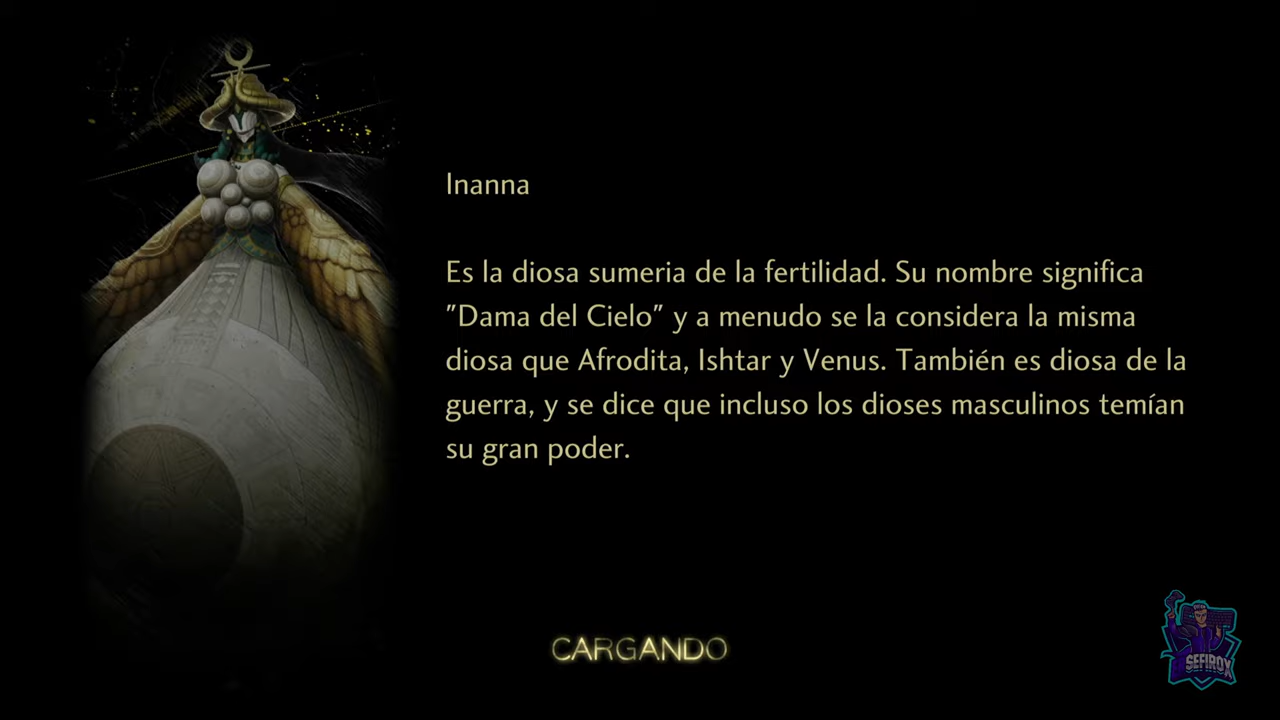 Inanna
Es la diosa sumeria de la fertilidad. Su nombre significa
"Dama del Cielo" y a menudo se la considera la misma
diosa que Afrodita, Ishtar y Venus. También es diosa de la
guerra, y se dice que incluso los dioses masculinos temían
su gran poder.
CARGANDO
SEFIROX